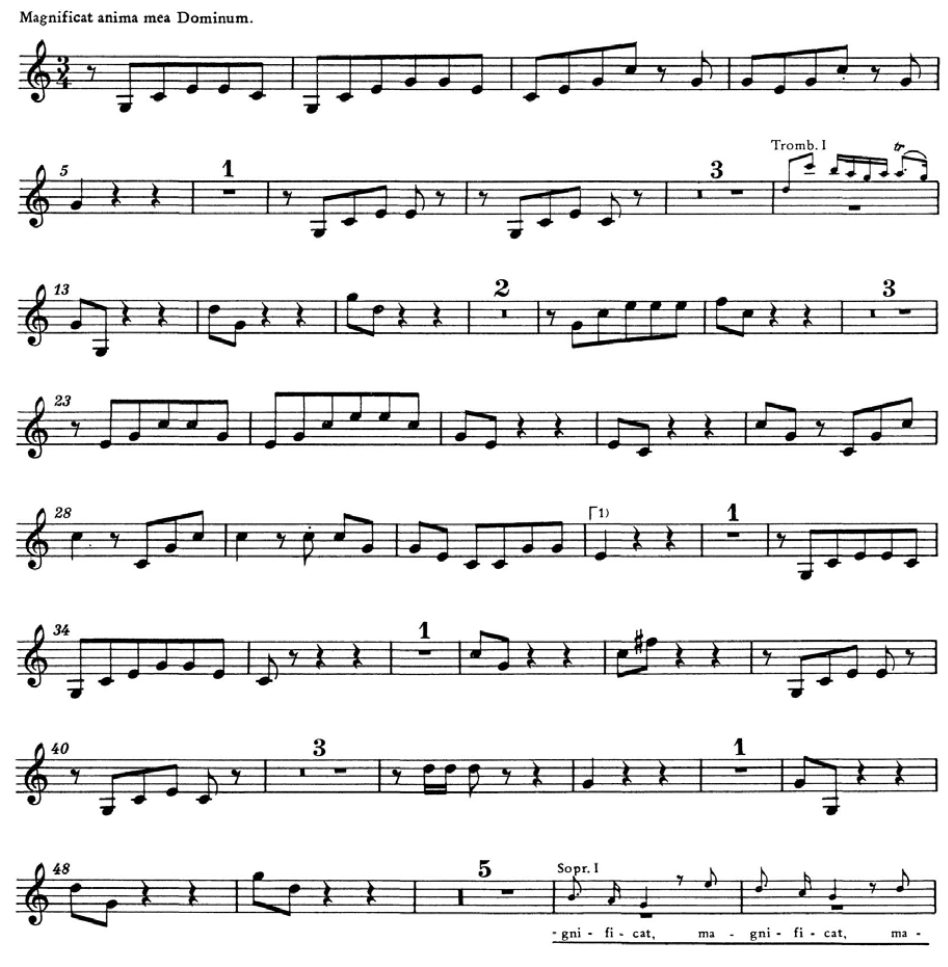 Magnificat anima mea Dominum.
3
4
Tromb. I
5 1 3 tr
13 2 3
23
28 1) 1
34 1
40 3 1
48 5 Sopr. I
- gni - fi - cat, ma - gni - fi - cat, ma -